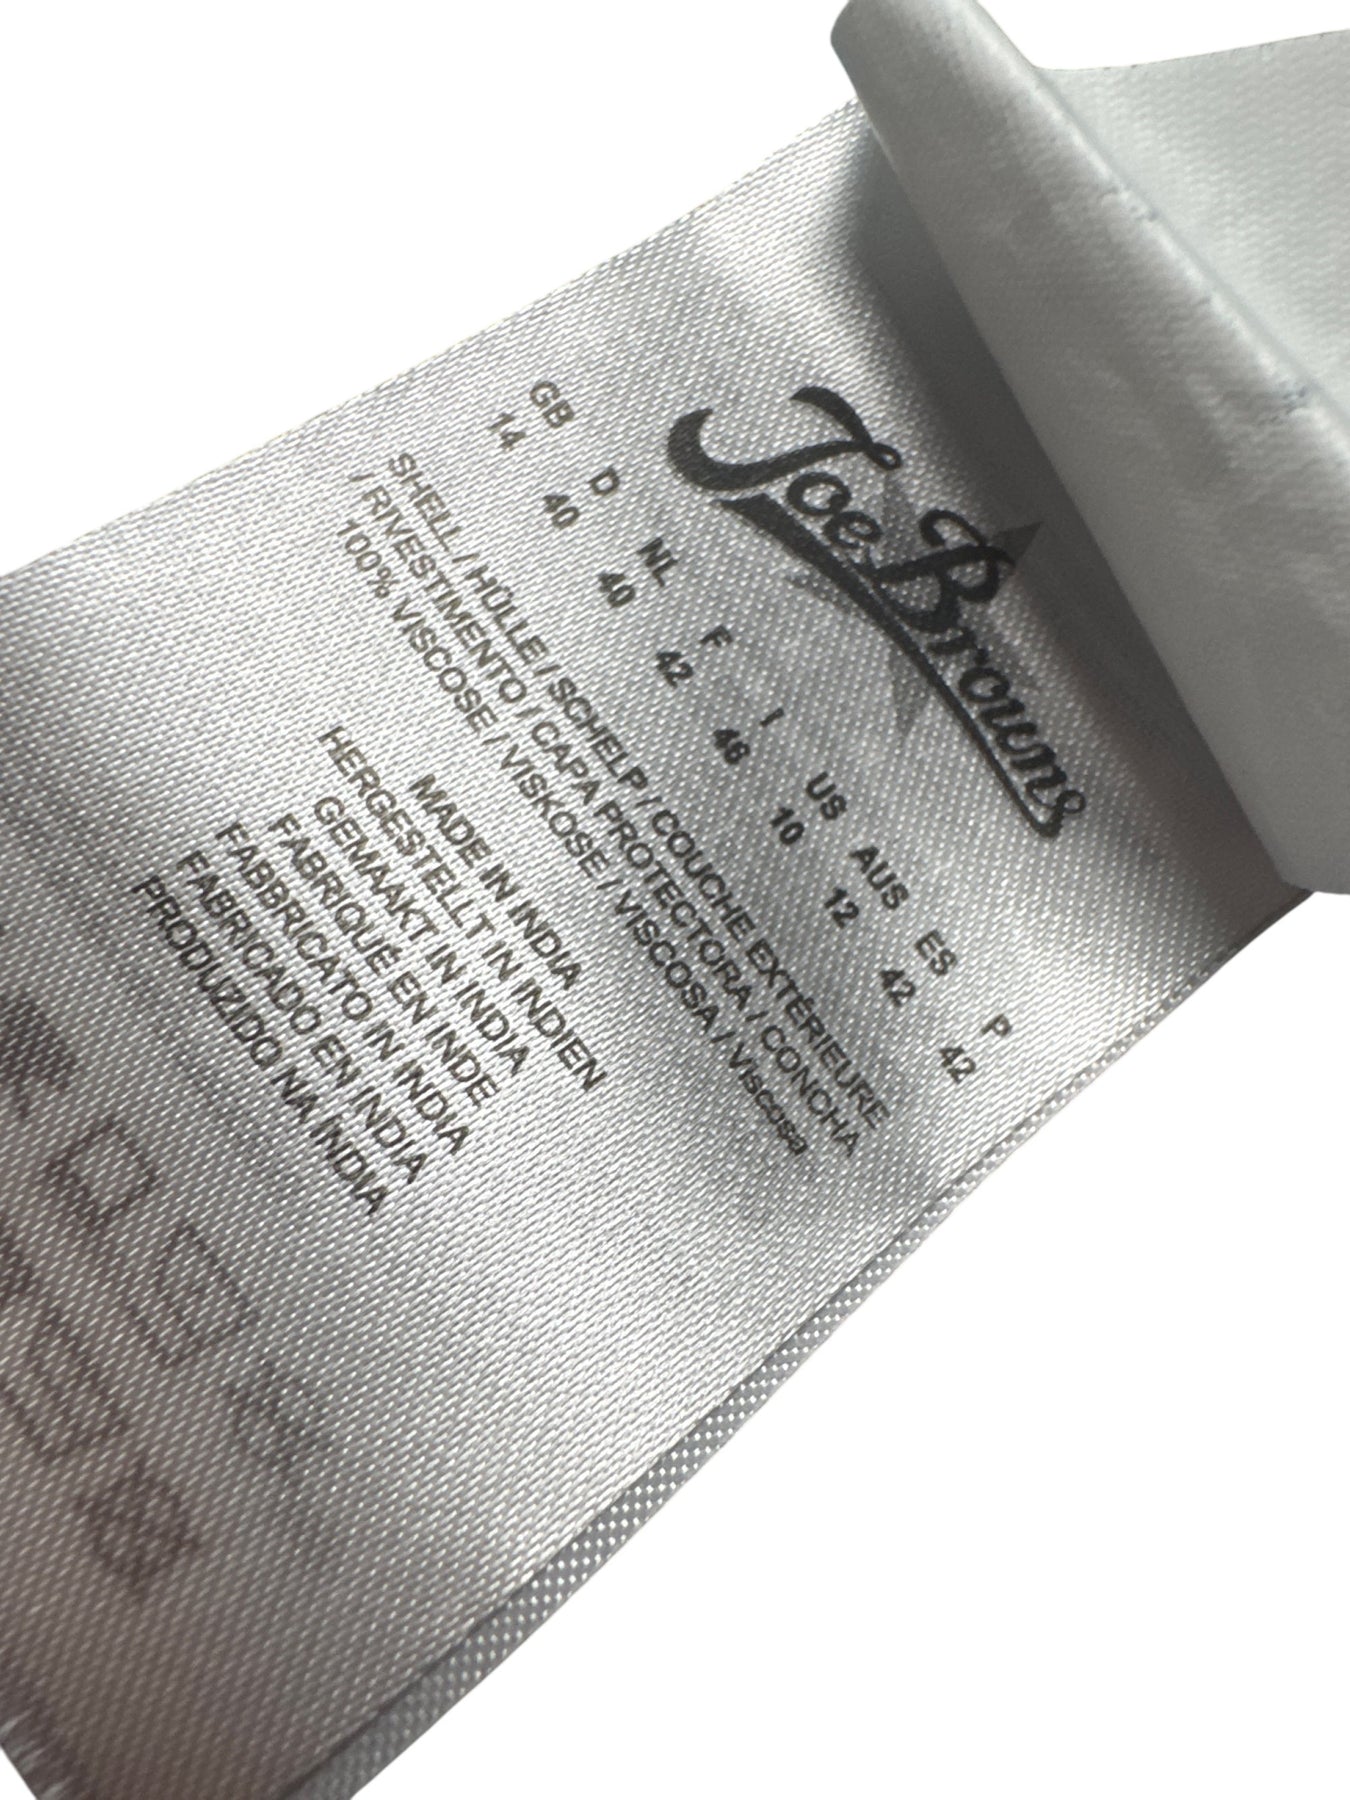 Joe Browns
GB D NL F I US AUS ES P
14 40 40 42 46 10 12 42 42
SHELL / HÜLLE / SCHELP / COUCHE EXTÉRIEURE
/ RIVESTIMENTO / CAPA PROTECTORA / CONCHA
100% VISCOSE / VISKOSE / VISCOSA / Viscosa
MADE IN INDIA
HERGESTELLT IN INDIEN
GEMAAKT IN INDIA
FABRIQUÉ EN INDE
FABBRICATO IN INDIA
FABRICADO EN INDIA
PRODUZIDO NA ÍNDIA